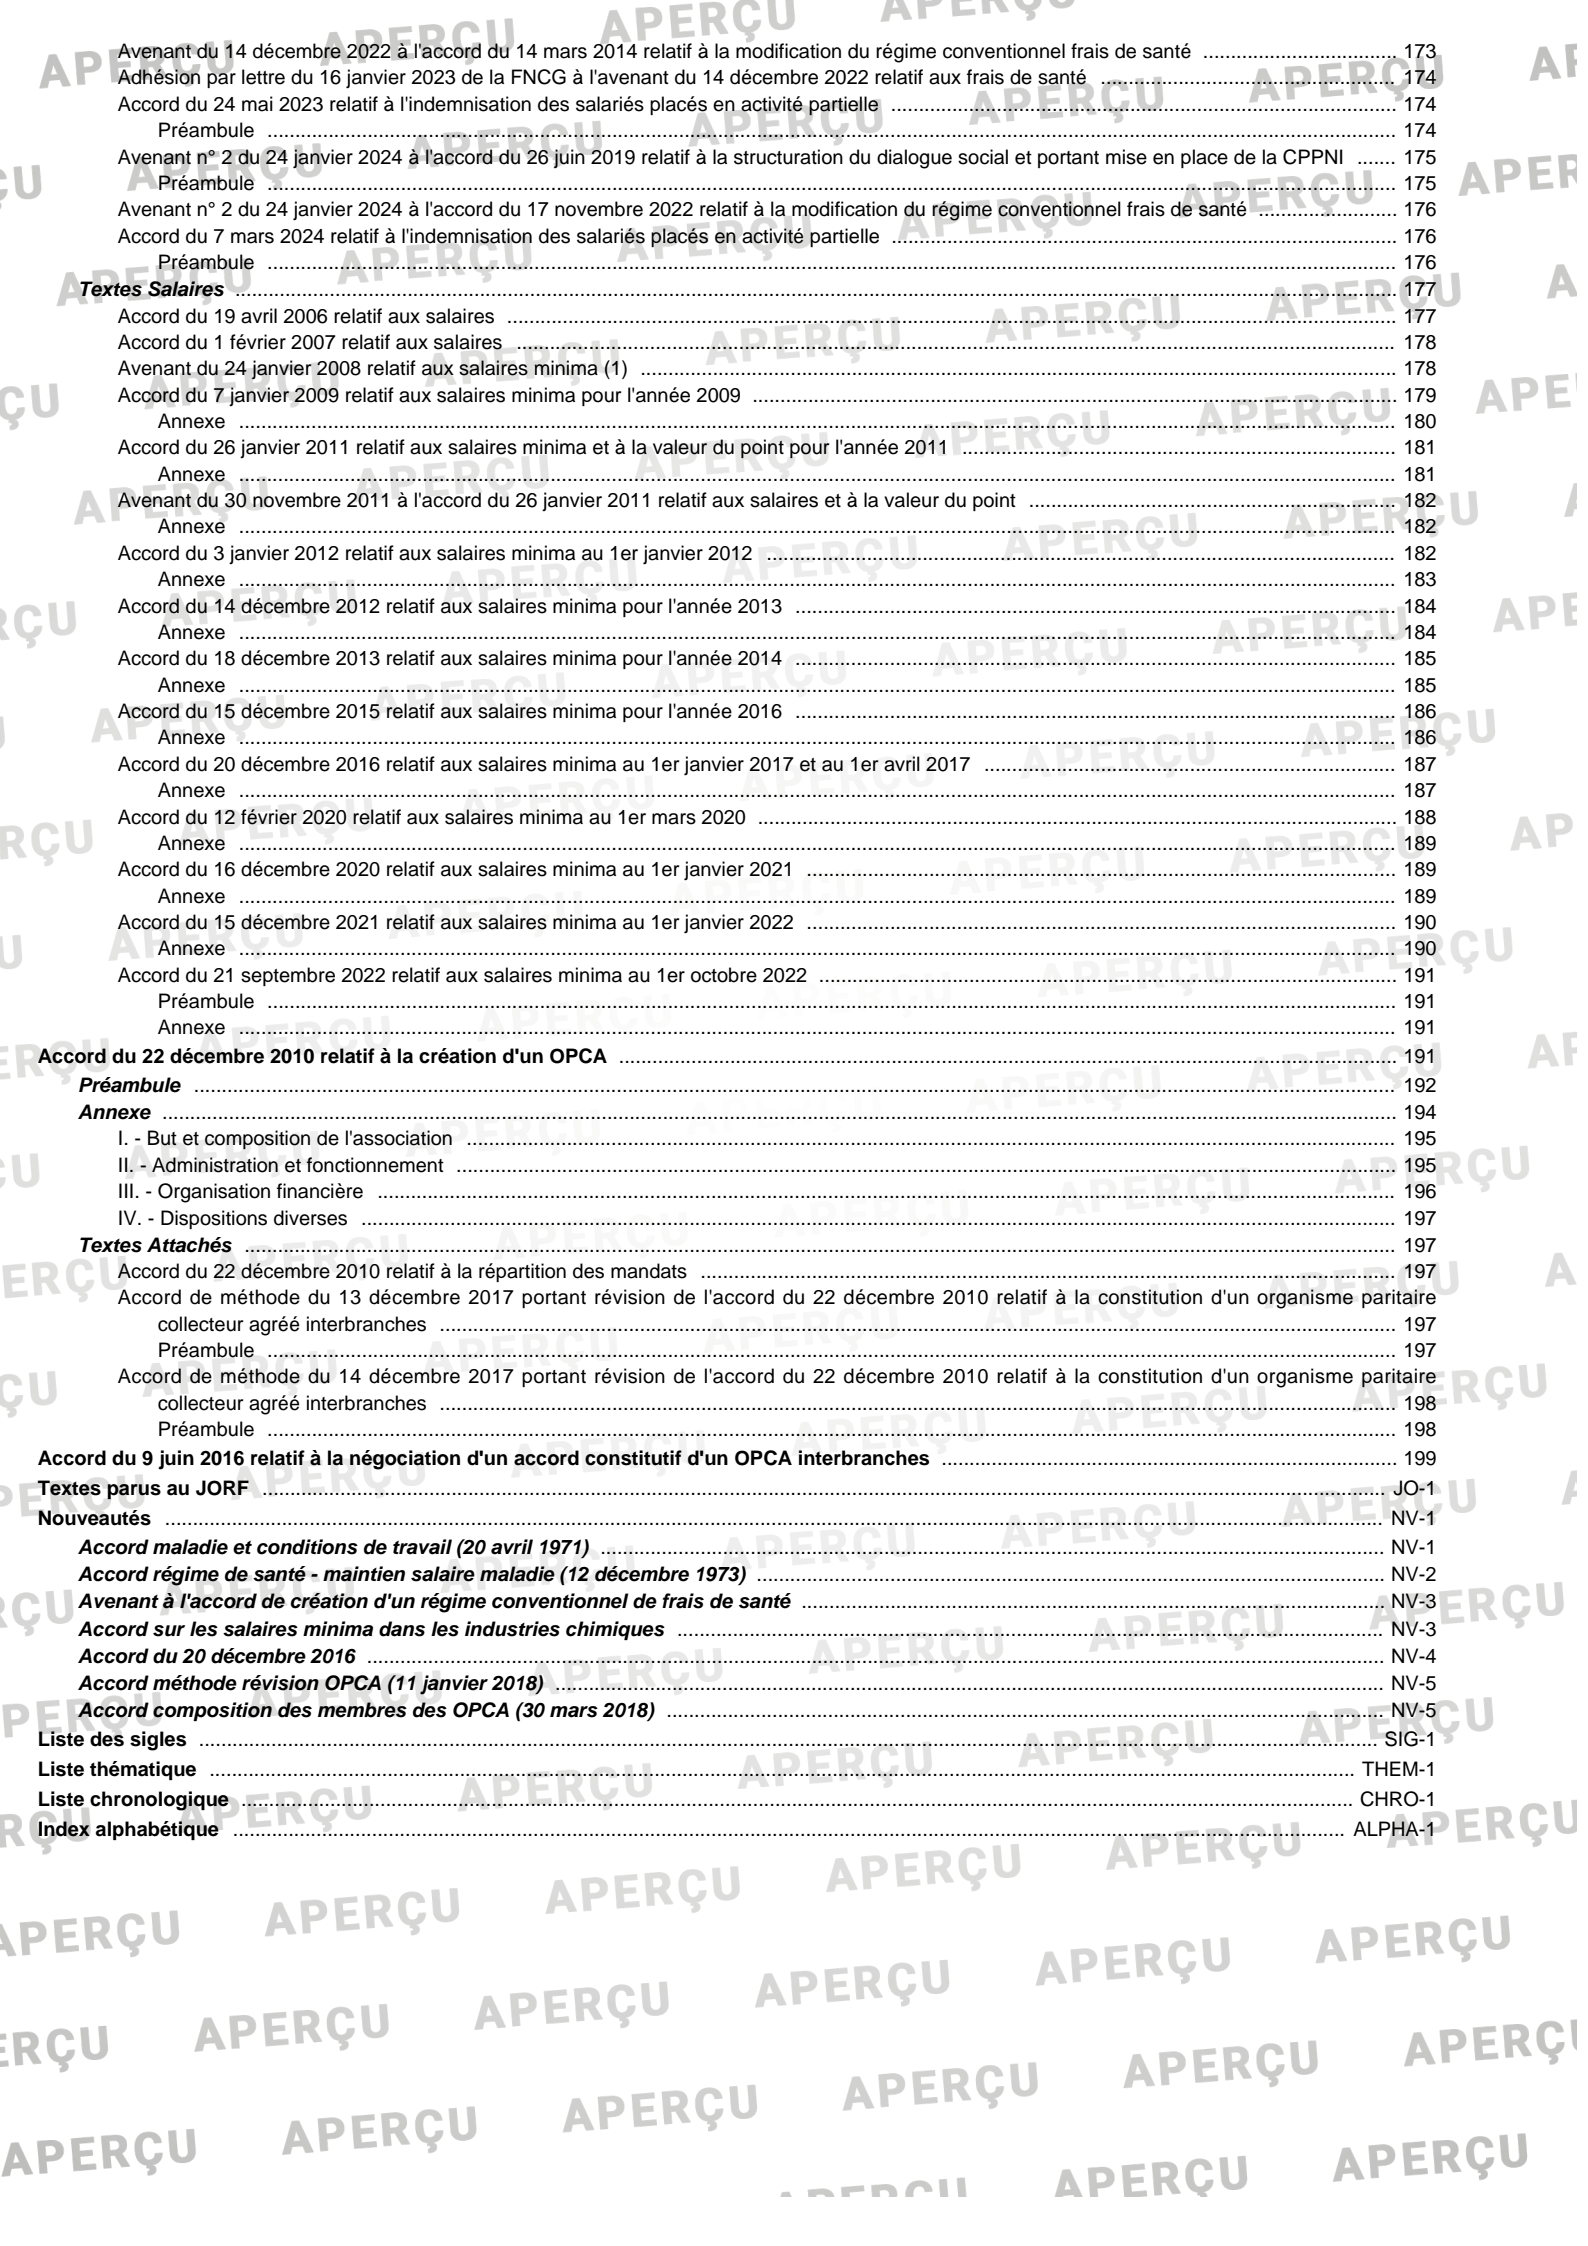 Avenant du 14 décembre 2022 à l'accord du 14 mars 2014 relatif à la modification du régime conventionnel frais de santé ........ 173
Adhésion par lettre du 16 janvier 2023 de la FNCG à l'avenant du 14 décembre 2022 relatif aux frais de santé ........ 174
Accord du 24 mai 2023 relatif à l'indemnisation des salariés placés en activité partielle ........ 174
Préambule ........ 174
Avenant n° 2 du 24 janvier 2024 à l'accord du 26 juin 2019 relatif à la structuration du dialogue social et portant mise en place de la CPPNI ....... 175
Préambule ........ 175
Avenant n° 2 du 24 janvier 2024 à l'accord du 17 novembre 2022 relatif à la modification du régime conventionnel frais de santé ........ 176
Accord du 7 mars 2024 relatif à l'indemnisation des salariés placés en activité partielle ........ 176
Préambule ........ 176
Textes Salaires ........ 177
Accord du 19 avril 2006 relatif aux salaires ........ 177
Accord du 1 février 2007 relatif aux salaires ........ 178
Avenant du 24 janvier 2008 relatif aux salaires minima (1) ........ 178
Accord du 7 janvier 2009 relatif aux salaires minima pour l'année 2009 ........ 179
Annexe ........ 180
Accord du 26 janvier 2011 relatif aux salaires minima et à la valeur du point pour l'année 2011 ........ 181
Annexe ........ 181
Avenant du 30 novembre 2011 à l'accord du 26 janvier 2011 relatif aux salaires et à la valeur du point ........ 182
Annexe ........ 182
Accord du 3 janvier 2012 relatif aux salaires minima au 1er janvier 2012 ........ 182
Annexe ........ 183
Accord du 14 décembre 2012 relatif aux salaires minima pour l'année 2013 ........ 184
Annexe ........ 184
Accord du 18 décembre 2013 relatif aux salaires minima pour l'année 2014 ........ 185
Annexe ........ 185
Accord du 15 décembre 2015 relatif aux salaires minima pour l'année 2016 ........ 186
Annexe ........ 186
Accord du 20 décembre 2016 relatif aux salaires minima au 1er janvier 2017 et au 1er avril 2017 ........ 187
Annexe ........ 187
Accord du 12 février 2020 relatif aux salaires minima au 1er mars 2020 ........ 188
Annexe ........ 189
Accord du 16 décembre 2020 relatif aux salaires minima au 1er janvier 2021 ........ 189
Annexe ........ 189
Accord du 15 décembre 2021 relatif aux salaires minima au 1er janvier 2022 ........ 190
Annexe ........ 190
Accord du 21 septembre 2022 relatif aux salaires minima au 1er octobre 2022 ........ 191
Préambule ........ 191
Annexe ........ 191
Accord du 22 décembre 2010 relatif à la création d'un OPCA ........ 191
Préambule ........ 192
Annexe ........ 194
I. - But et composition de l'association ........ 195
II. - Administration et fonctionnement ........ 195
III. - Organisation financière ........ 196
IV. - Dispositions diverses ........ 197
Textes Attachés ........ 197
Accord du 22 décembre 2010 relatif à la répartition des mandats ........ 197
Accord de méthode du 13 décembre 2017 portant révision de l'accord du 22 décembre 2010 relatif à la constitution d'un organisme paritaire
collecteur agréé interbranches ........ 197
Préambule ........ 197
Accord de méthode du 14 décembre 2017 portant révision de l'accord du 22 décembre 2010 relatif à la constitution d'un organisme paritaire
collecteur agréé interbranches ........ 198
Préambule ........ 198
Accord du 9 juin 2016 relatif à la négociation d'un accord constitutif d'un OPCA interbranches ........ 199
Textes parus au JORF ........ JO-1
Nouveautés ........ NV-1
Accord maladie et conditions de travail (20 avril 1971) ........ NV-1
Accord régime de santé - maintien salaire maladie (12 décembre 1973) ........ NV-2
Avenant à l'accord de création d'un régime conventionnel de frais de santé ........ NV-3
Accord sur les salaires minima dans les industries chimiques ........ NV-3
Accord du 20 décembre 2016 ........ NV-4
Accord méthode révision OPCA (11 janvier 2018) ........ NV-5
Accord composition des membres des OPCA (30 mars 2018) ........ NV-5
Liste des sigles ........ SIG-1
Liste thématique ........ THEM-1
Liste chronologique ........ CHRO-1
Index alphabétique ........ ALPHA-1
APERÇU